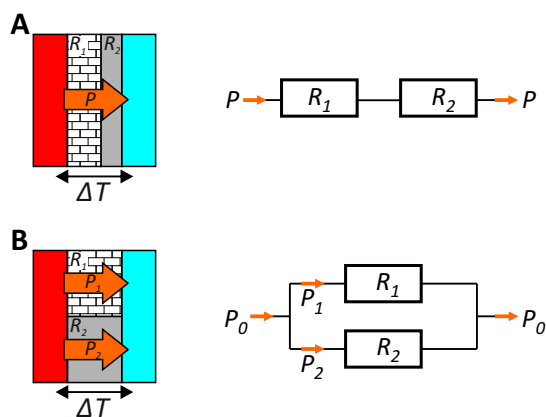 A
R1 R2
P
ΔT
P R1 R2 P
B
R1
P1
R2
P2
ΔT
P0 P1 R1 P0
P2 R2